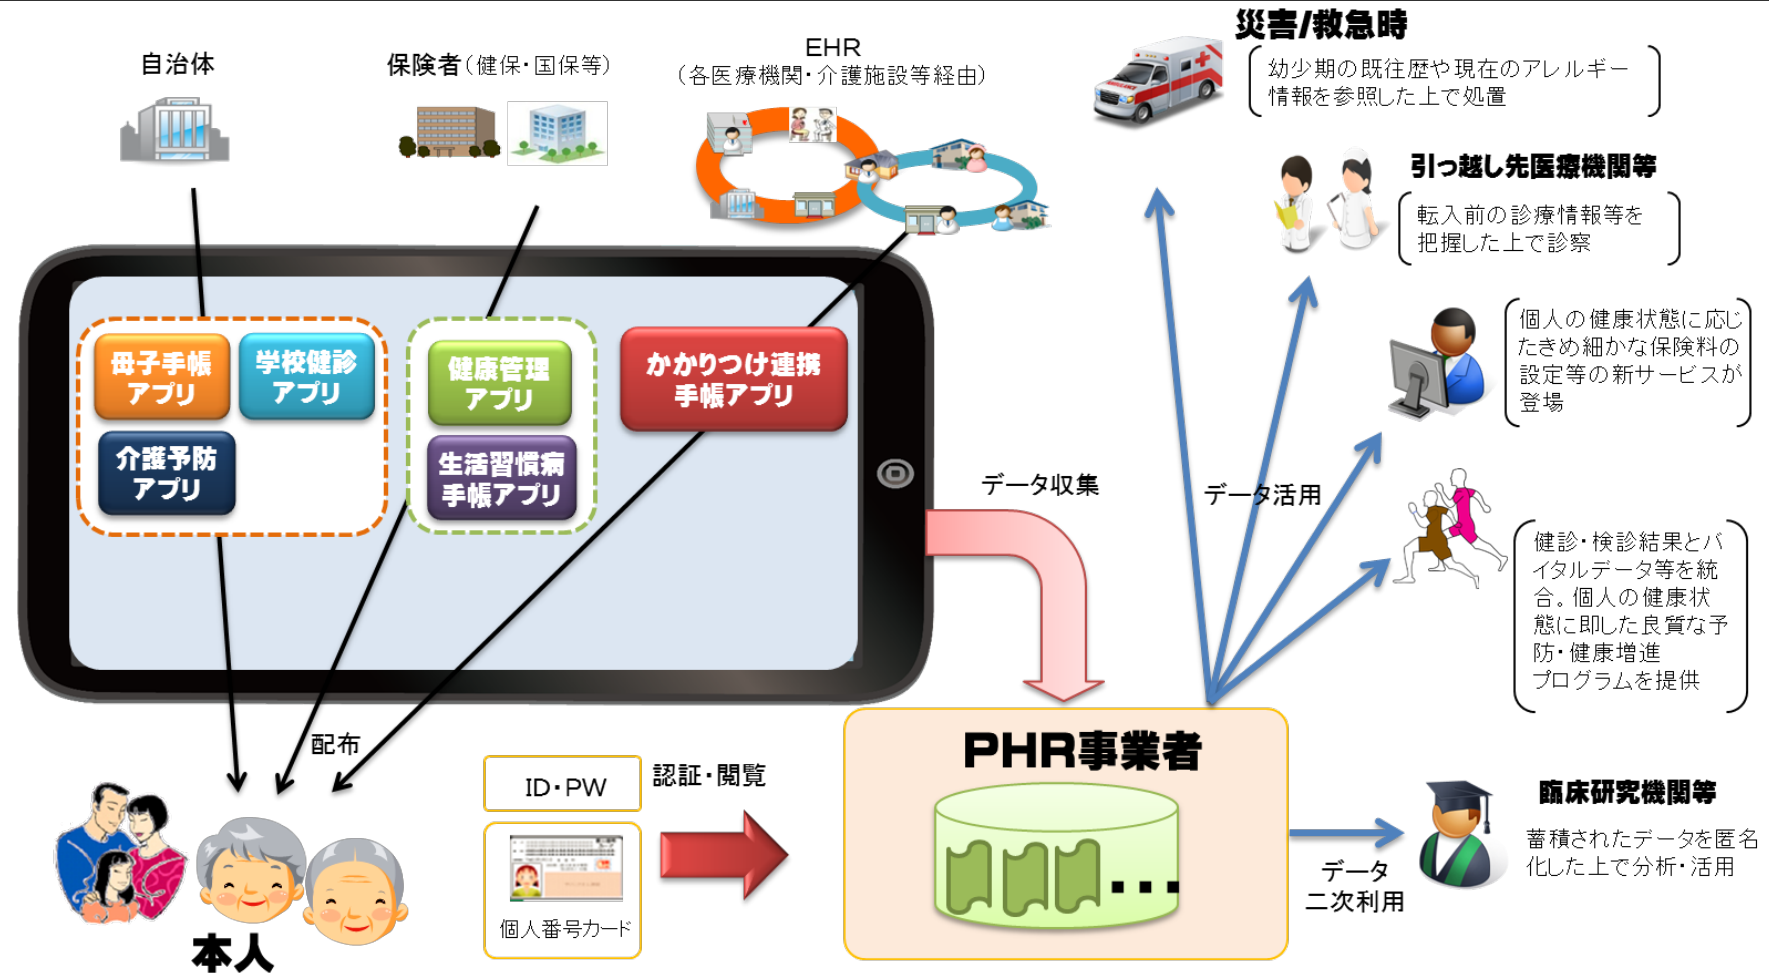 自治体
保険者(健保・国保等)
EHR
(各医療機関・介護施設等経由)
災害/救急時
幼少期の既往歴や現在のアレルギー
情報を参照した上で処置
引っ越し先医療機関等
転入前の診療情報等を
把握した上で診察
個人の健康状態に応じ
たきめ細かな保険料の
設定等の新サービスが
登場
母子手帳
アプリ
学校健診
アプリ
介護予防
アプリ
健康管理
アプリ
生活習慣病
手帳アプリ
かかりつけ連携
手帳アプリ
データ収集
データ活用
健診・検診結果とバ
イタルデータ等を統
合。個人の健康状
態に即した良質な予
防・健康増進
プログラムを提供
配布
本人
ID・PW
個人番号カード
認証・閲覧
PHR事業者
データ
二次利用
臨床研究機関等
蓄積されたデータを匿名
化した上で分析・活用